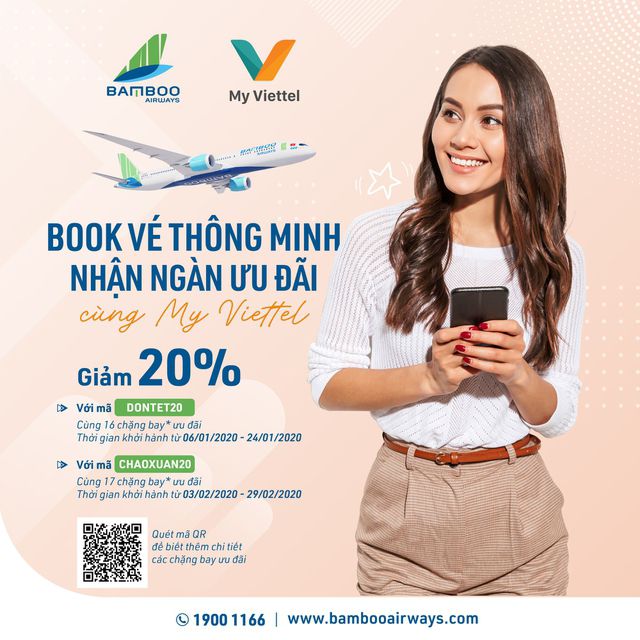 BAMBOO
AIRWAYS
My Viettel
BAMBOO
AIRWAYS
BAMBOO
BOOK VÉ THÔNG MINH
NHẬN NGÀN ƯU ĐÃI
cùng My Viettel
Giảm 20%
Với mã DONTET20
Cùng 16 chặng bay* ưu đãi
Thời gian khởi hành từ 06/01/2020 - 24/01/2020
Với mã CHAOXUAN20
Cùng 17 chặng bay* ưu đãi
Thời gian khởi hành từ 03/02/2020 - 29/02/2020
Quét mã QR
để biết thêm chi tiết
các chặng bay ưu đãi
1900 1166 | www.bambooairways.com